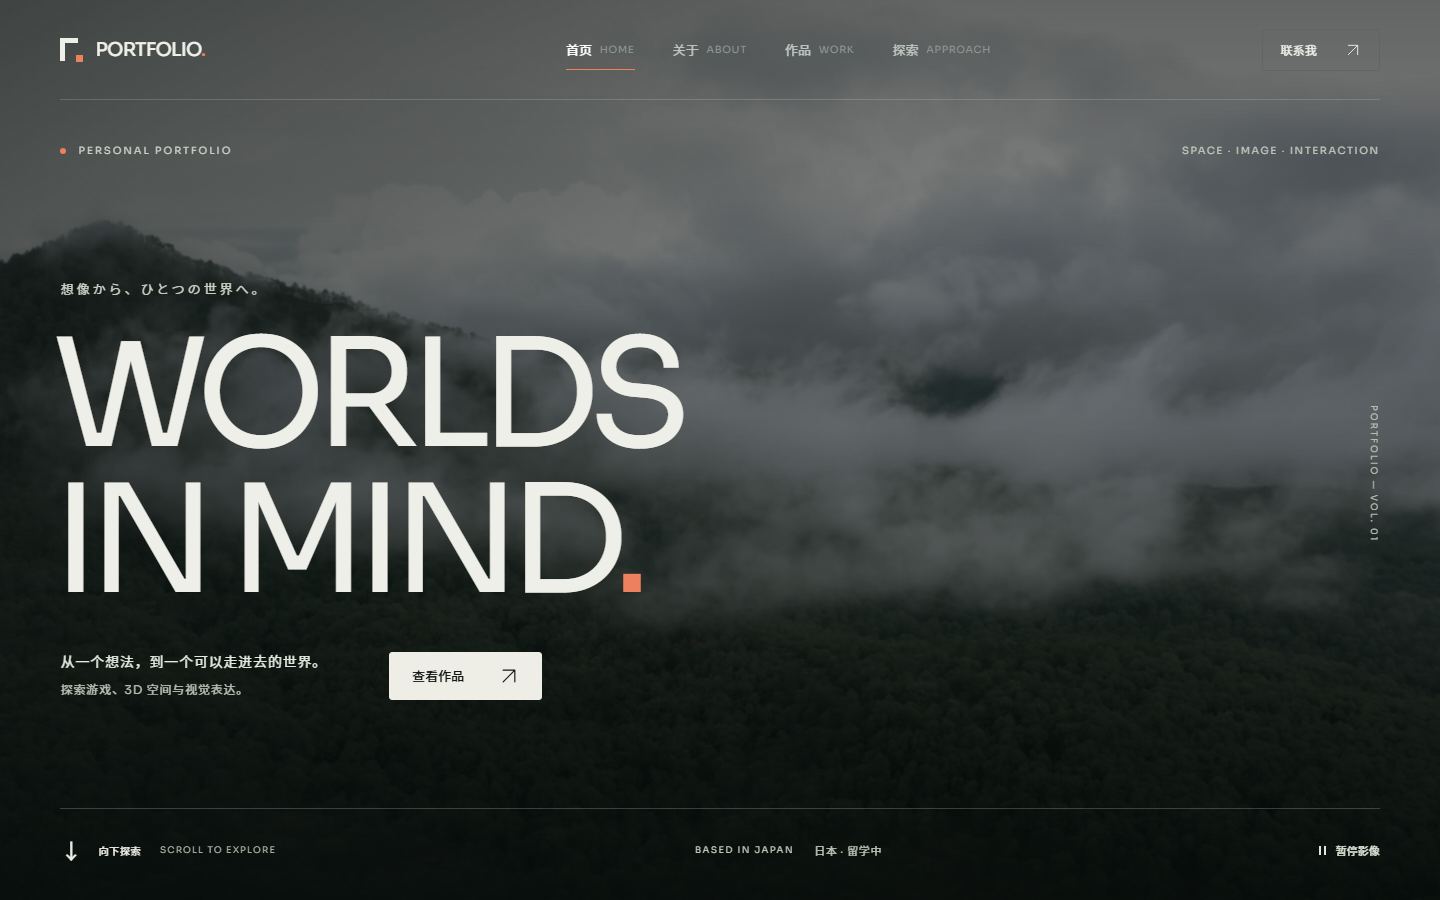 PORTFOLIO.
首页 HOME 关于 ABOUT 作品 WORK 探索 APPROACH
联系我
PERSONAL PORTFOLIO
SPACE · IMAGE · INTERACTION
想像から、ひとつの世界へ。
WORLDS
IN MIND.
PORTFOLIO — VOL. 01
从一个想法，到一个可以走进去的世界。
探索游戏、3D 空间与视觉表达。
查看作品
向下探索 SCROLL TO EXPLORE
BASED IN JAPAN 日本 · 留学中
暂停影像